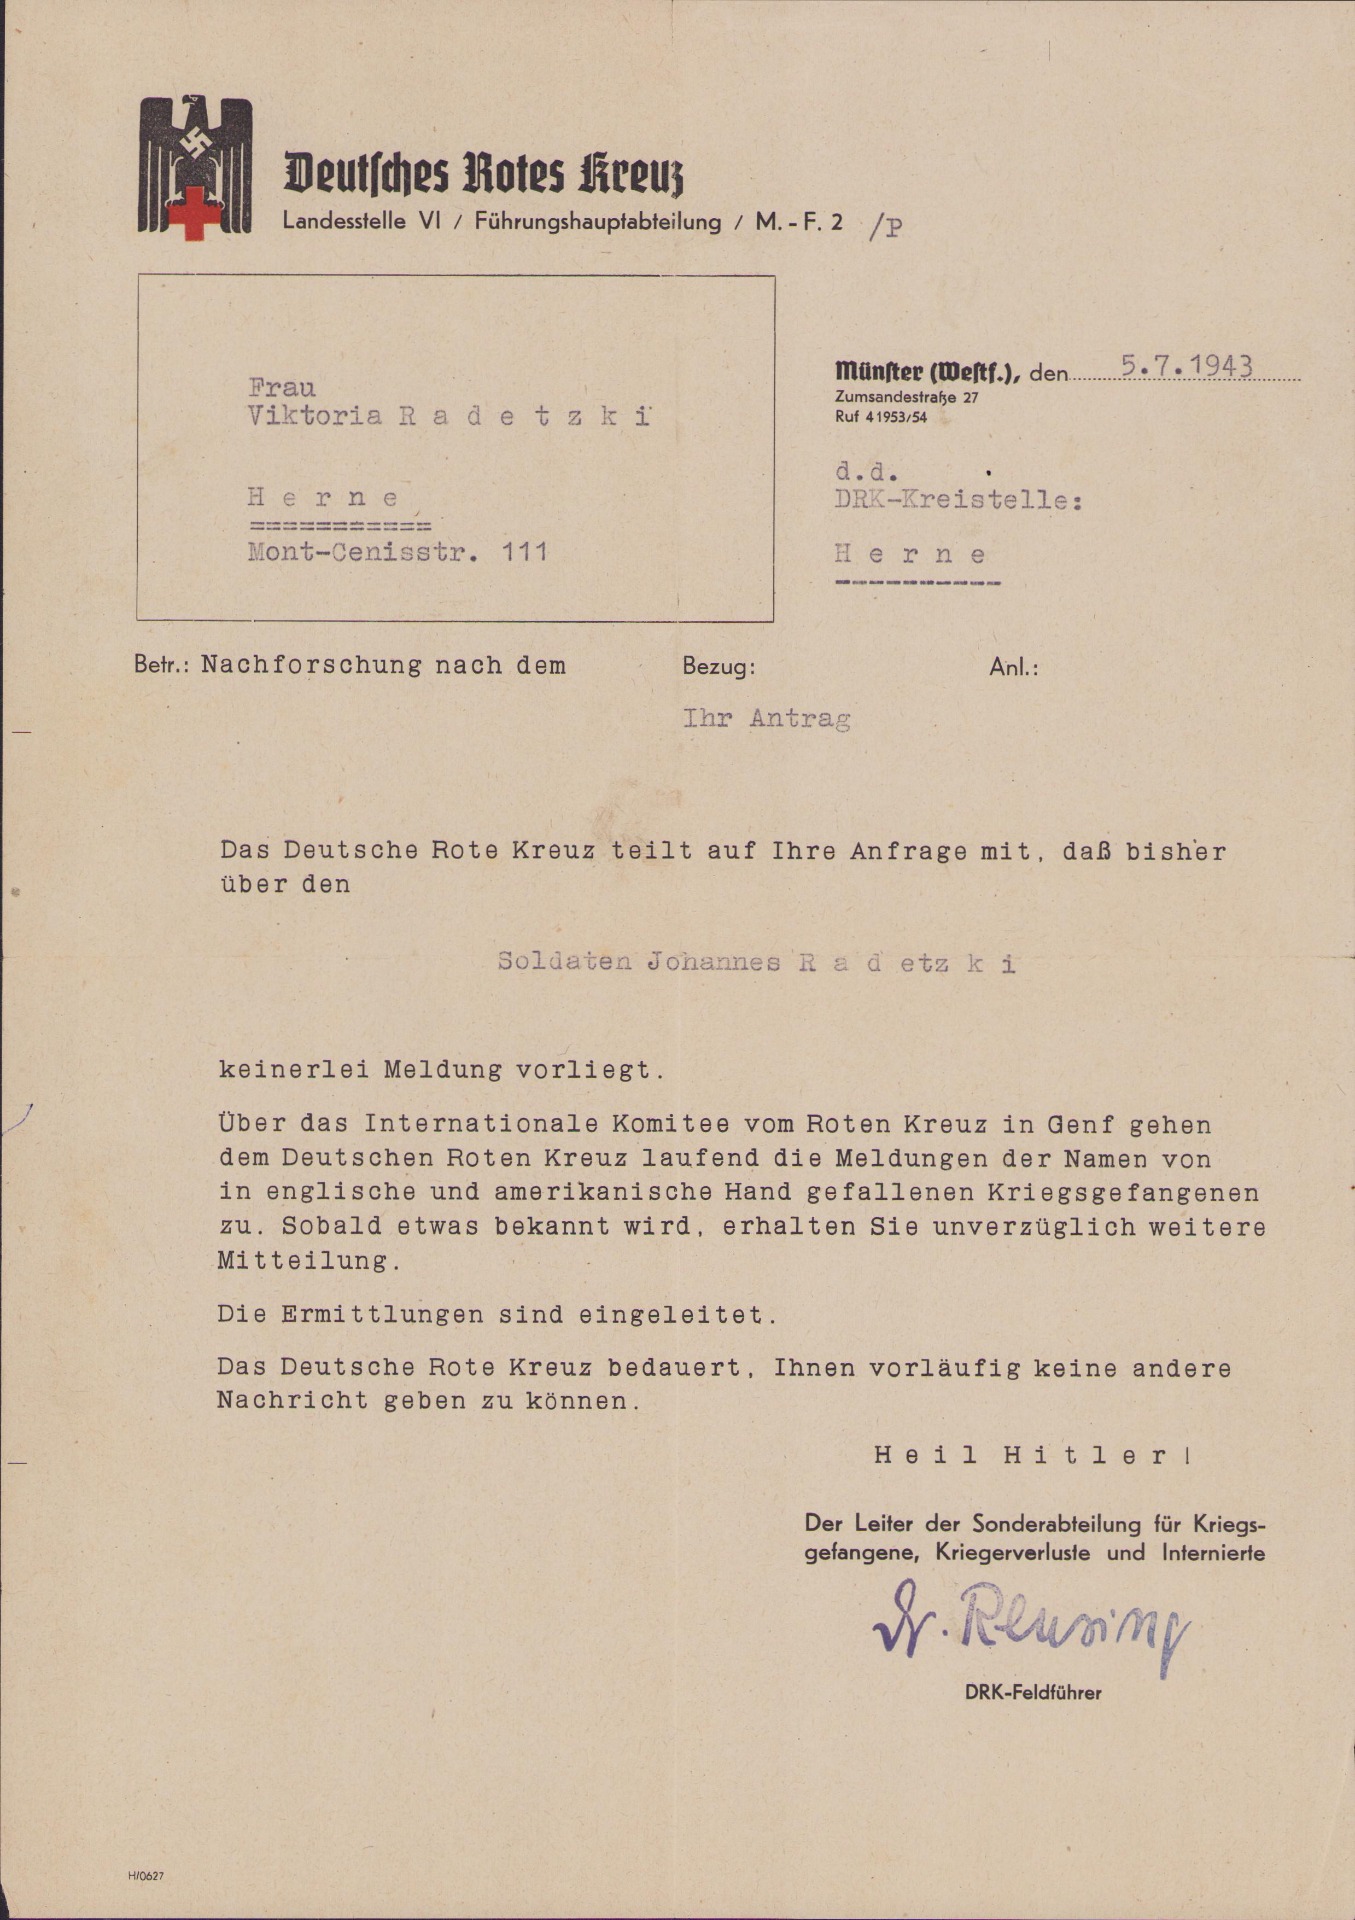 Deutsches Rotes Kreuz
Landesstelle VI / Führungshauptabteilung / M.-F. 2 /P
Frau
Viktoria R a d e t z k i
H e r n e
===========
Mont-Cenisstr. 111
Münster (Westf.), den 5.7.1943
Zumsandestraße 27
Ruf 41953/54
d.d.
DRK-Kreistelle:
H e r n e
----------
Betr.: Nachforschung nach dem Bezug: Anl.:
Ihr Antrag
Das Deutsche Rote Kreuz teilt auf Ihre Anfrage mit, daß bisher
über den
Soldaten Johannes R a d etz k i
keinerlei Meldung vorliegt.
Über das Internationale Komitee vom Roten Kreuz in Genf gehen
dem Deutschen Roten Kreuz laufend die Meldungen der Namen von
in englische und amerikanische Hand gefallenen Kriegsgefangenen
zu. Sobald etwas bekannt wird, erhalten Sie unverzüglich weitere
Mitteilung.
Die Ermittlungen sind eingeleitet.
Das Deutsche Rote Kreuz bedauert, Ihnen vorläufig keine andere
Nachricht geben zu können.
H e i l H i t l e r !
Der Leiter der Sonderabteilung für Kriegs-
gefangene, Kriegerverluste und Internierte
Dr. Reusing
DRK-Feldführer
H/0627